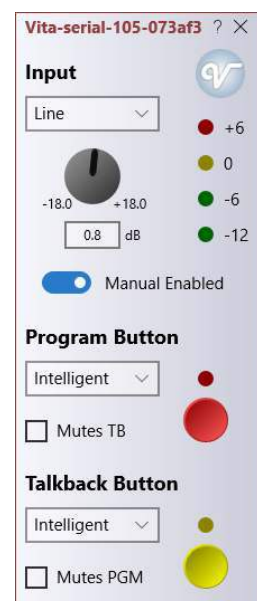 Vita-serial-105-073af3 ? ×
Input
Line
+6
0
-6
-12
-18.0 +18.0
0.8 dB
Manual Enabled
Program Button
Intelligent
Mutes TB
Talkback Button
Intelligent
Mutes PGM